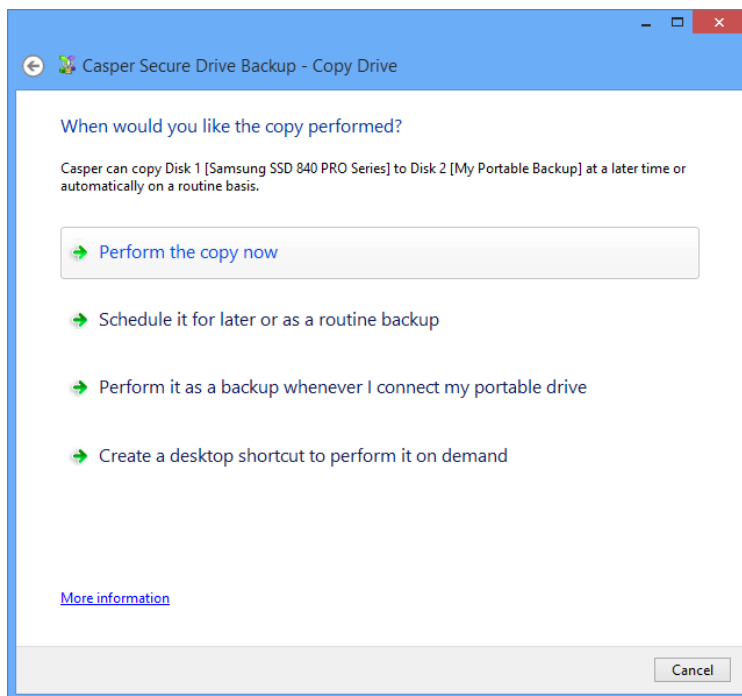 Casper Secure Drive Backup - Copy Drive
When would you like the copy performed?
Casper can copy Disk 1 [Samsung SSD 840 PRO Series] to Disk 2 [My Portable Backup] at a later time or
automatically on a routine basis.
Perform the copy now
Schedule it for later or as a routine backup
Perform it as a backup whenever I connect my portable drive
Create a desktop shortcut to perform it on demand
More information
Cancel